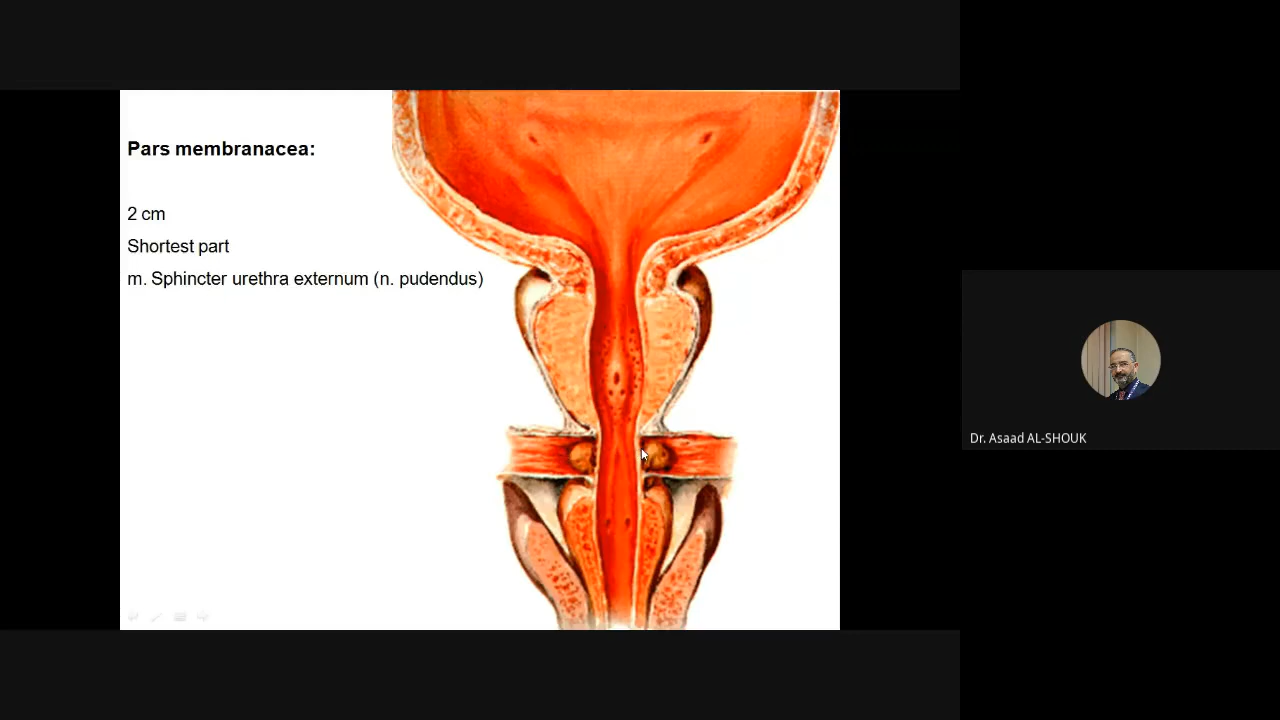 Pars membranacea:
2 cm
Shortest part
m. Sphincter urethra externum (n. pudendus)
Dr. Asaad AL-SHOUK